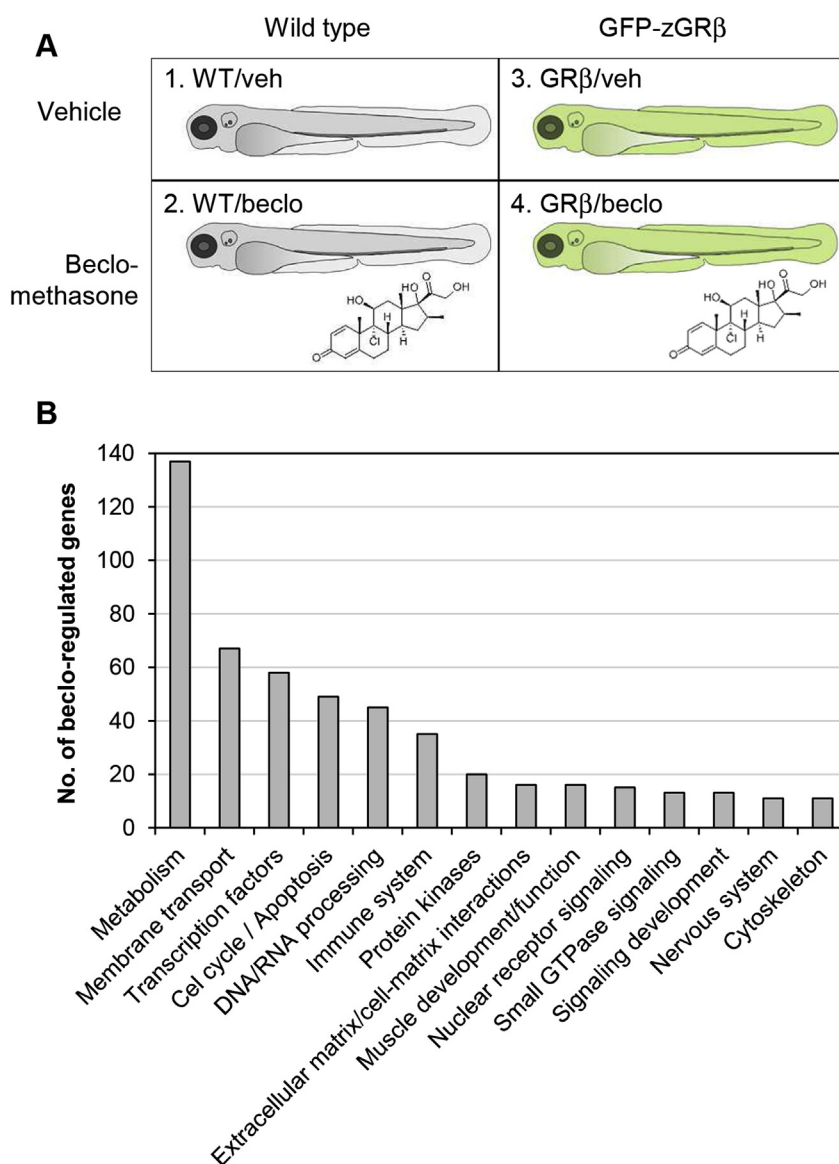 A
Wild type GFP-zGRβ
Vehicle
1. WT/veh 3. GRβ/veh
Beclo-
methasone
2. WT/beclo 4. GRβ/beclo
O
HO OH OH
H
Cl H
O
O
HO OH OH
H
Cl H
O
B
No. of beclo-regulated genes
140
120
100
80
60
40
20
0
Metabolism
Membrane transport
Transcription factors
Cel cycle / Apoptosis
DNA/RNA processing
Immune system
Protein kinases
Extracellular matrix/cell-matrix interactions
Muscle development/function
Nuclear receptor signaling
Small GTPase signaling
Signaling development
Nervous system
Cytoskeleton